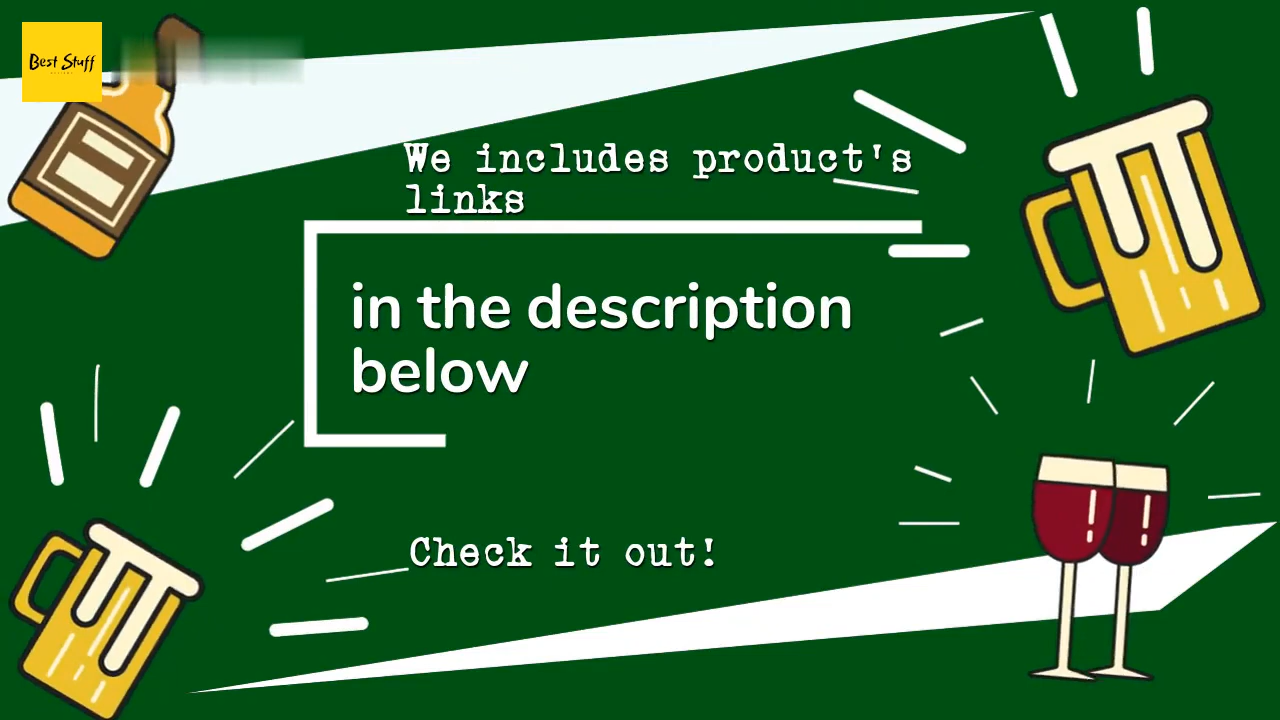 Best Stuff
We includes product's
links
in the description
below
Check it out!